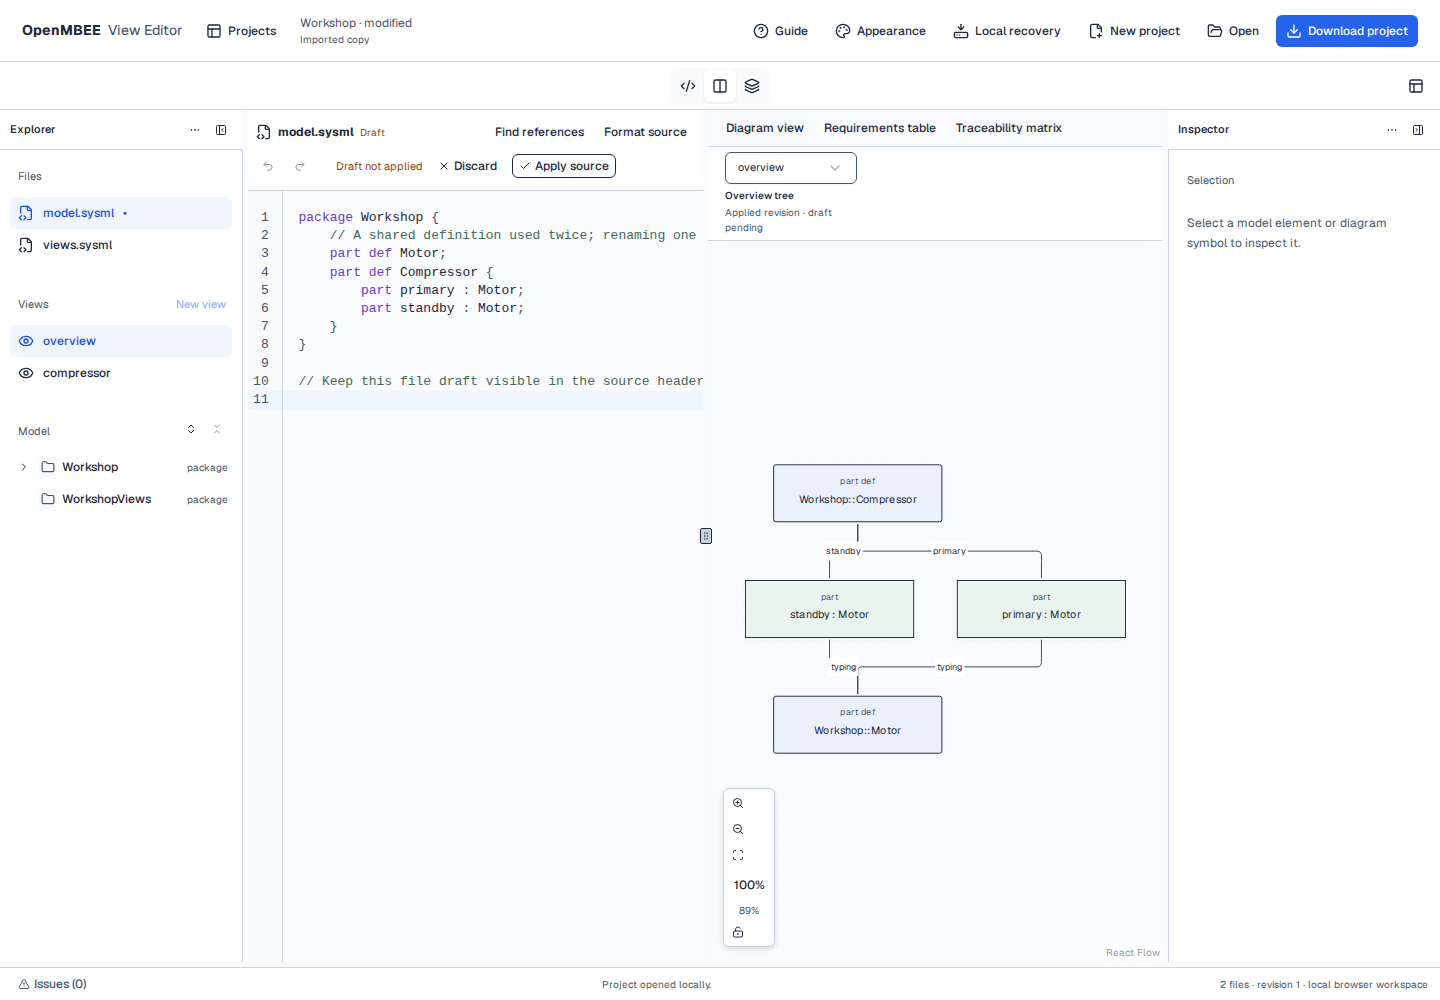 OpenMBEE View Editor
Projects
Workshop · modified
Imported copy
Guide
Appearance
Local recovery
New project
Open
Download project
Explorer
Files
model.sysml •
views.sysml
Views
New view
overview
compressor
Model
Workshop
package
WorkshopViews
package
model.sysml Draft
Find references
Format source
Draft not applied
Discard
Apply source
1 package Workshop {
2 // A shared definition used twice; renaming one
3 part def Motor;
4 part def Compressor {
5 part primary : Motor;
6 part standby : Motor;
7 }
8 }
9
10 // Keep this file draft visible in the source header
11
Diagram view
Requirements table
Traceability matrix
overview
Overview tree
Applied revision · draft
pending
part def
Workshop::Compressor
standby
primary
part
standby : Motor
part
primary : Motor
typing
typing
part def
Workshop::Motor
100%
89%
React Flow
Inspector
Selection
Select a model element or diagram
symbol to inspect it.
Issues (0)
Project opened locally.
2 files · revision 1 · local browser workspace